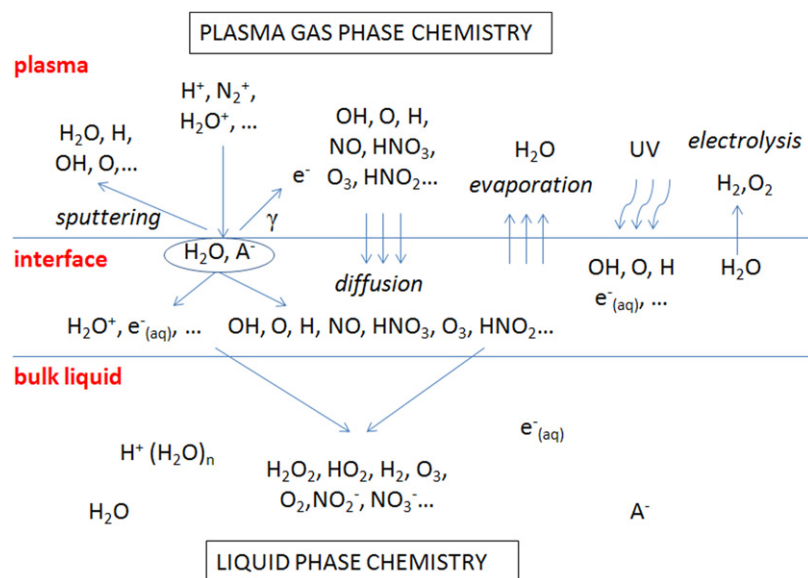 PLASMA GAS PHASE CHEMISTRY
plasma
H⁺, N₂⁺,
H₂O⁺, ...
H₂O, H,
OH, O,...
sputtering
e⁻
γ
OH, O, H,
NO, HNO₃,
O₃, HNO₂...
H₂O
evaporation
UV
electrolysis
H₂,O₂
interface
H₂O, A⁻
diffusion
OH, O, H
e⁻(aq), ...
H₂O
H₂O⁺, e⁻(aq), ...
OH, O, H, NO, HNO₃, O₃, HNO₂...
bulk liquid
e⁻(aq)
H⁺ (H₂O)ₙ
H₂O₂, HO₂, H₂, O₃,
O₂,NO₂⁻, NO₃⁻...
H₂O
A⁻
LIQUID PHASE CHEMISTRY